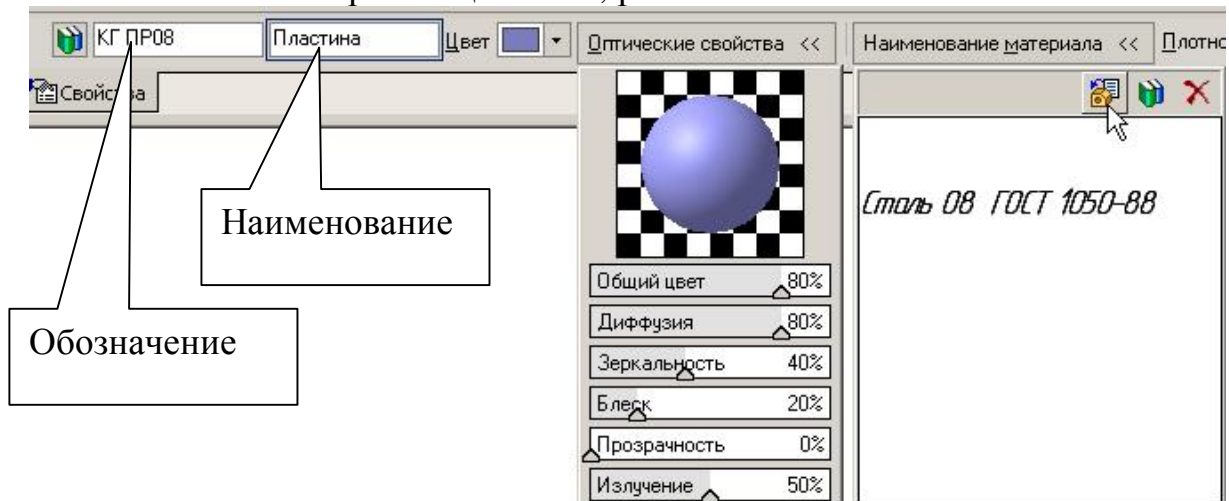 КГ ПР08 Пластина Цвет Оптические свойства << Наименование материала << Плотно
Свойства
Наименование
Обозначение
Общий цвет 80%
Диффузия 80%
Зеркальность 40%
Блеск 20%
Прозрачность 0%
Излучение 50%
Сталь 08 ГОСТ 1050-88